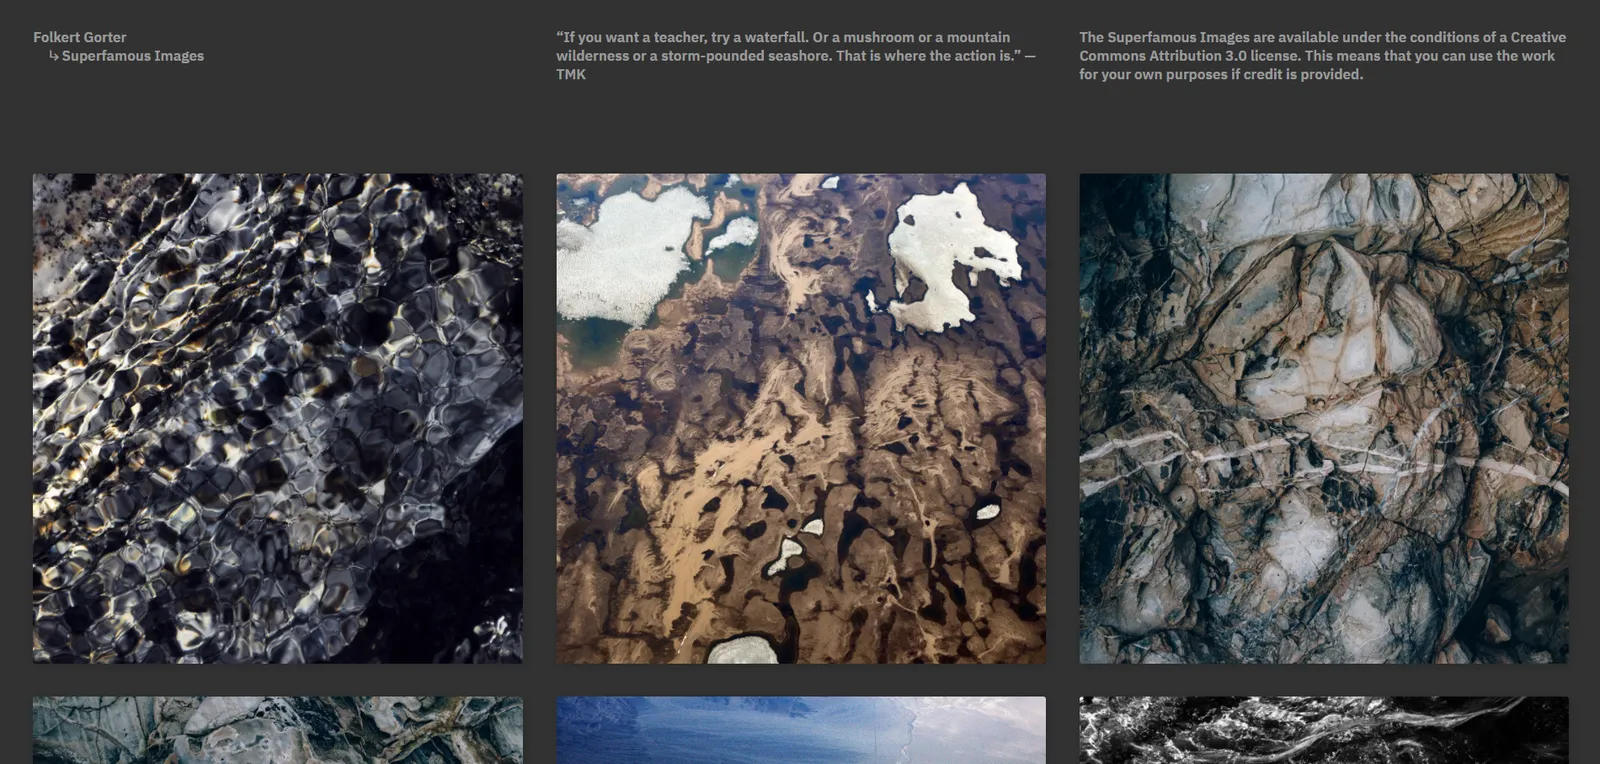 Folkert Gorter
↳ Superfamous Images
“If you want a teacher, try a waterfall. Or a mushroom or a mountain
wilderness or a storm-pounded seashore. That is where the action is.” —
TMK
The Superfamous Images are available under the conditions of a Creative
Commons Attribution 3.0 license. This means that you can use the work
for your own purposes if credit is provided.